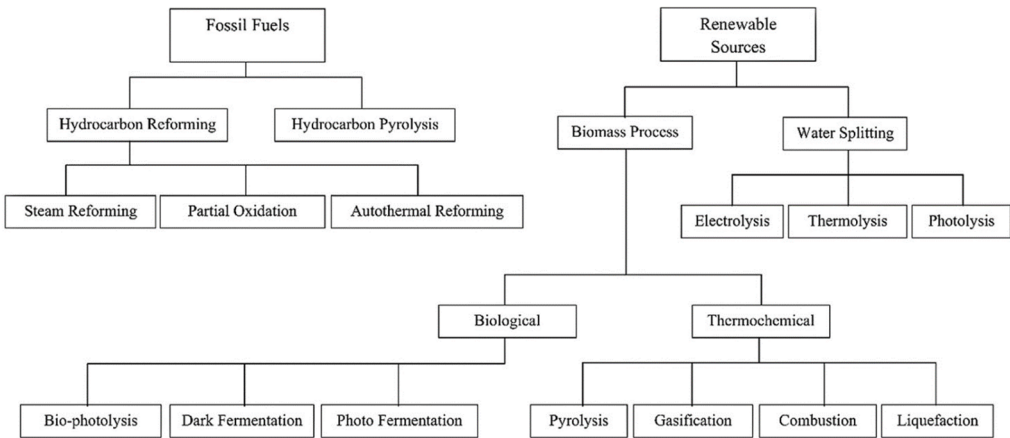 Fossil Fuels
Renewable
Sources
Hydrocarbon Reforming
Hydrocarbon Pyrolysis
Biomass Process
Water Splitting
Steam Reforming
Partial Oxidation
Autothermal Reforming
Electrolysis
Thermolysis
Photolysis
Biological
Thermochemical
Bio-photolysis
Dark Fermentation
Photo Fermentation
Pyrolysis
Gasification
Combustion
Liquefaction